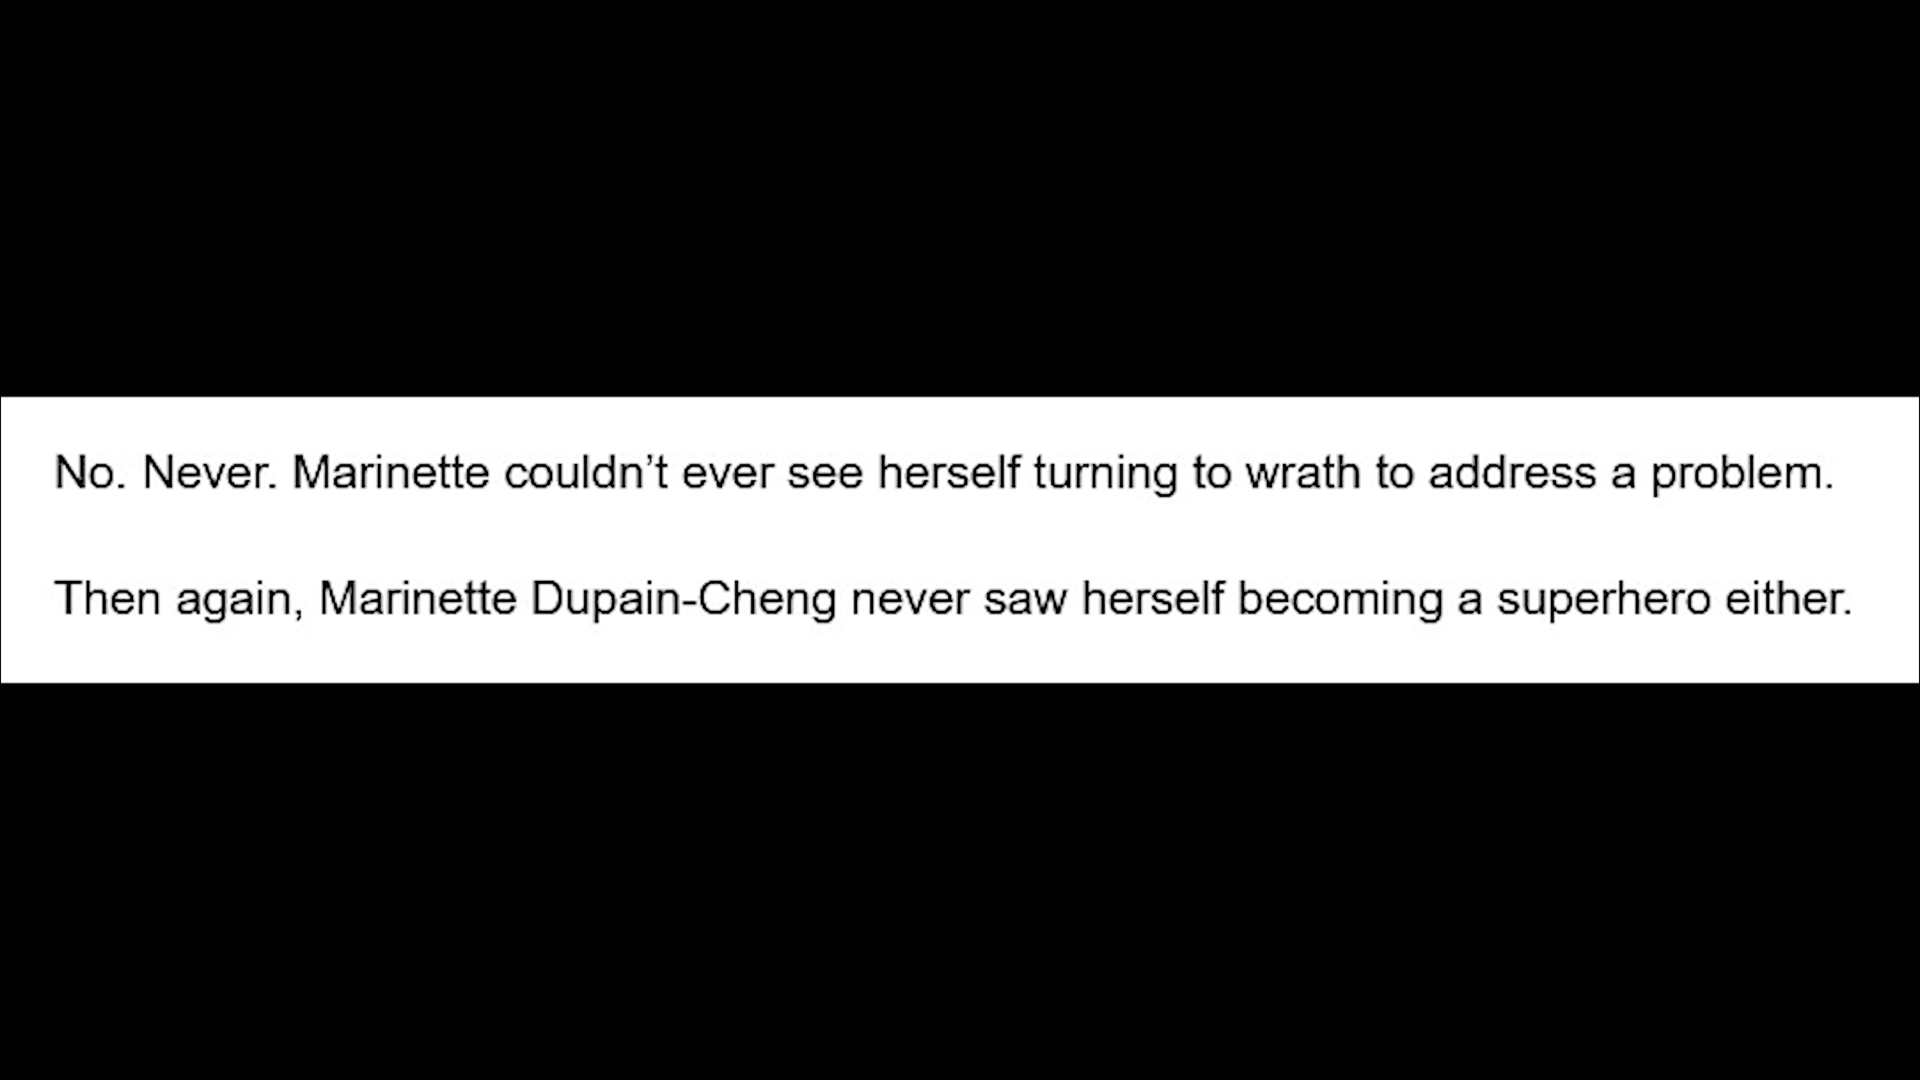 No. Never. Marinette couldn’t ever see herself turning to wrath to address a problem.
Then again, Marinette Dupain-Cheng never saw herself becoming a superhero either.